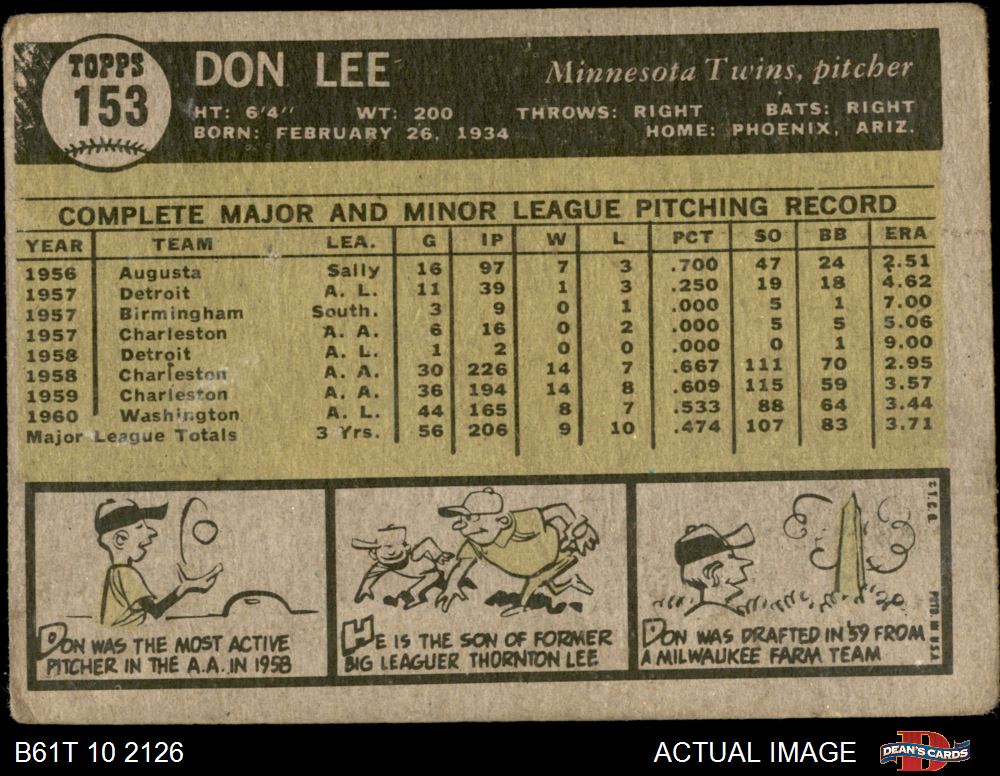 TOPPS
153
DON LEE
Minnesota Twins, pitcher
HT: 6'4" WT: 200 THROWS: RIGHT BATS: RIGHT
BORN: FEBRUARY 26, 1934 HOME: PHOENIX, ARIZ.
COMPLETE MAJOR AND MINOR LEAGUE PITCHING RECORD
YEAR TEAM LEA. G IP W L PCT SO BB ERA
1956 Augusta Sally 16 97 7 3 .700 47 24 2.51
1957 Detroit A. L. 11 39 1 3 .250 19 18 4.62
1957 Birmingham South. 3 9 0 1 .000 5 1 7.00
1957 Charleston A. A. 6 16 0 2 .000 5 5 5.06
1958 Detroit A. L. 1 2 0 0 .000 0 1 9.00
1958 Charleston A. A. 30 226 14 7 .667 111 70 2.95
1959 Charleston A. A. 36 194 14 8 .609 115 59 3.57
1960 Washington A. L. 44 165 8 7 .533 88 64 3.44
Major League Totals 3 Yrs. 56 206 9 10 .474 107 83 3.71
DON WAS THE MOST ACTIVE
PITCHER IN THE A.A. IN 1958
HE IS THE SON OF FORMER
BIG LEAGUER THORNTON LEE
DON WAS DRAFTED IN '59 FROM
A MILWAUKEE FARM TEAM
© T.C.G. PRTD IN U.S.A.
B61T 10 2126
ACTUAL IMAGE
DEAN'S CARDS